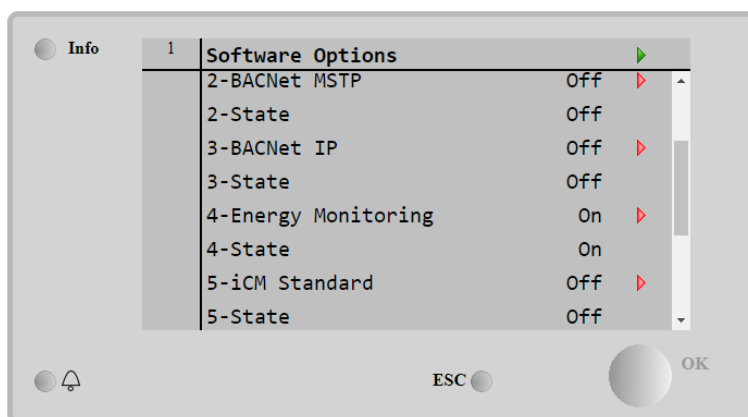 Info
1 Software Options
2-BACNet MSTP Off
2-State Off
3-BACNet IP Off
3-State Off
4-Energy Monitoring On
4-State On
5-iCM Standard Off
5-State Off
ESC
OK